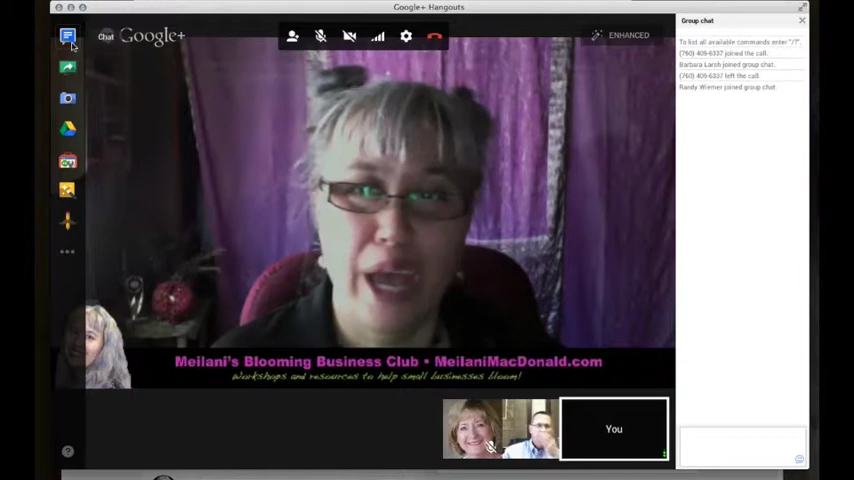 Google+ Hangouts
Chat Google+
ENHANCED
Group chat
To list all available commands enter "/?".
(760) 409-6337 joined the call.
Barbara Larsh joined group chat.
(760) 409-6337 left the call.
Randy Wiemer joined group chat.
Meilani's Blooming Business Club • MeilaniMacDonald.com
Workshops and resources to help small businesses bloom!
You